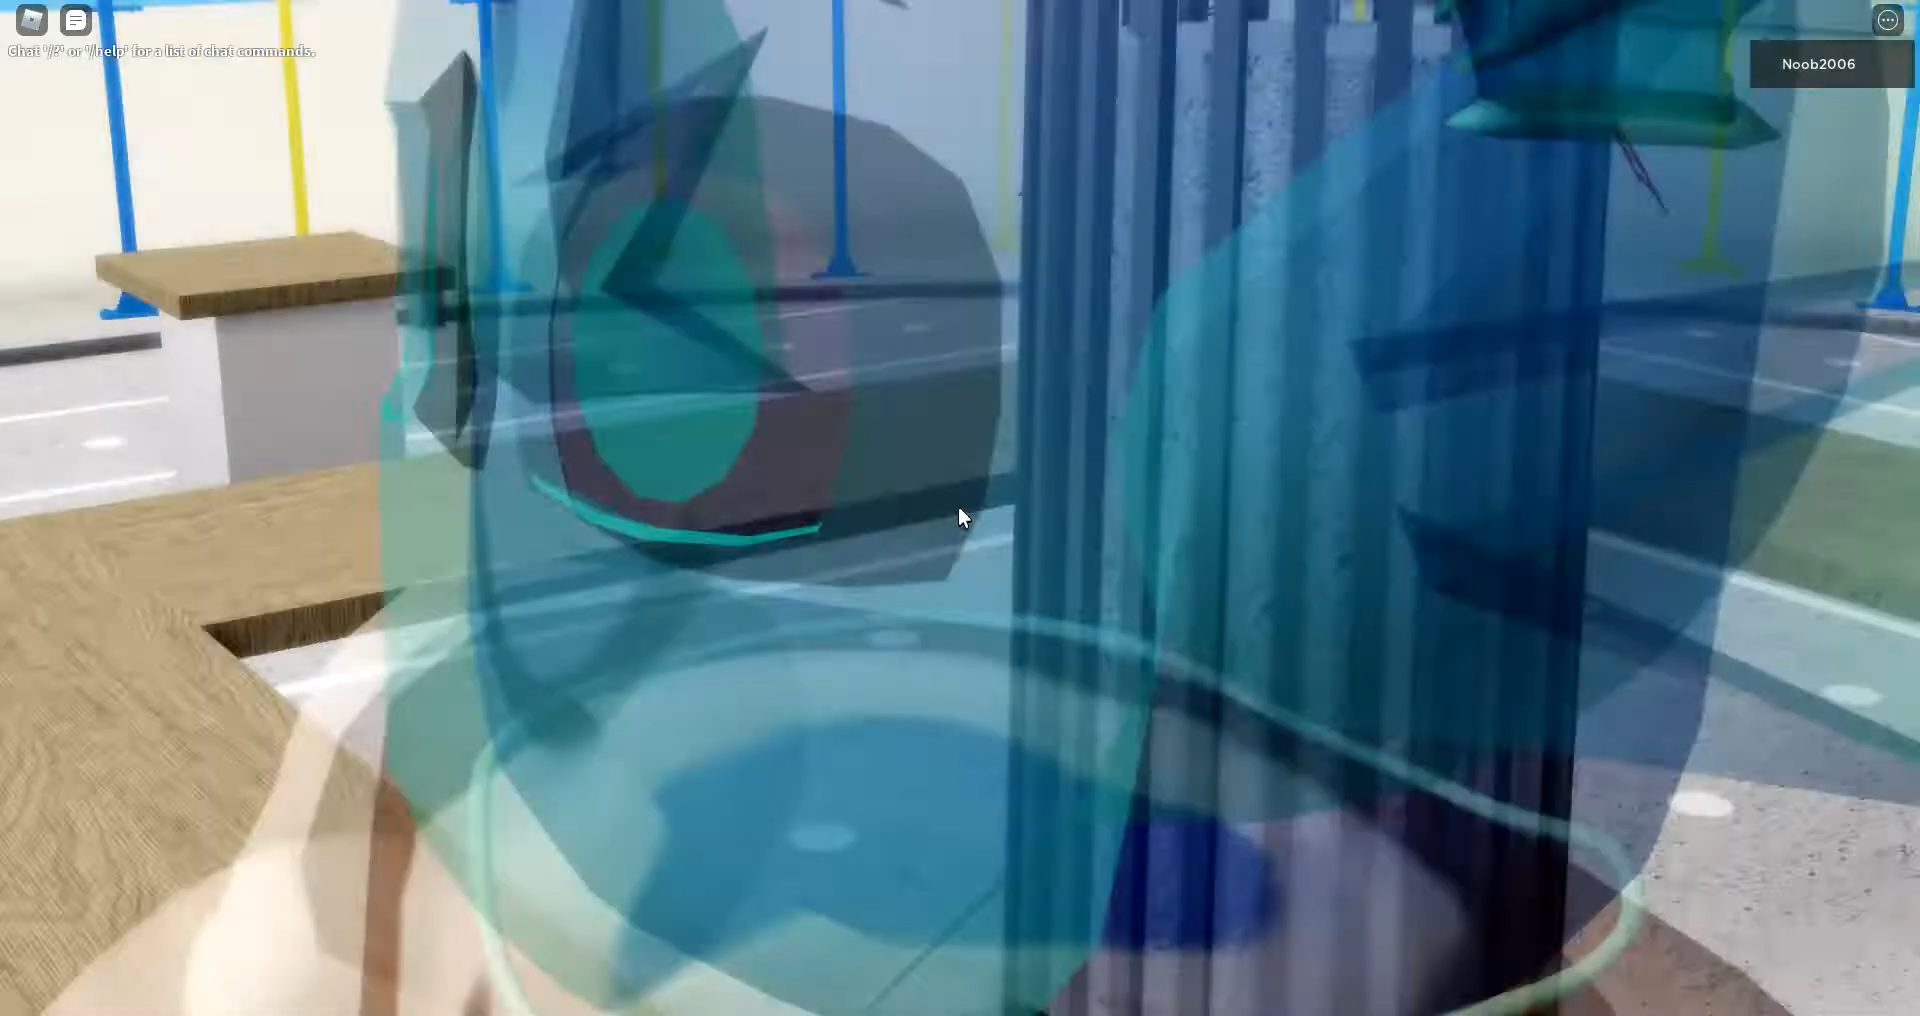 Chat '/?' or '/help' for a list of chat commands.
Noob2006